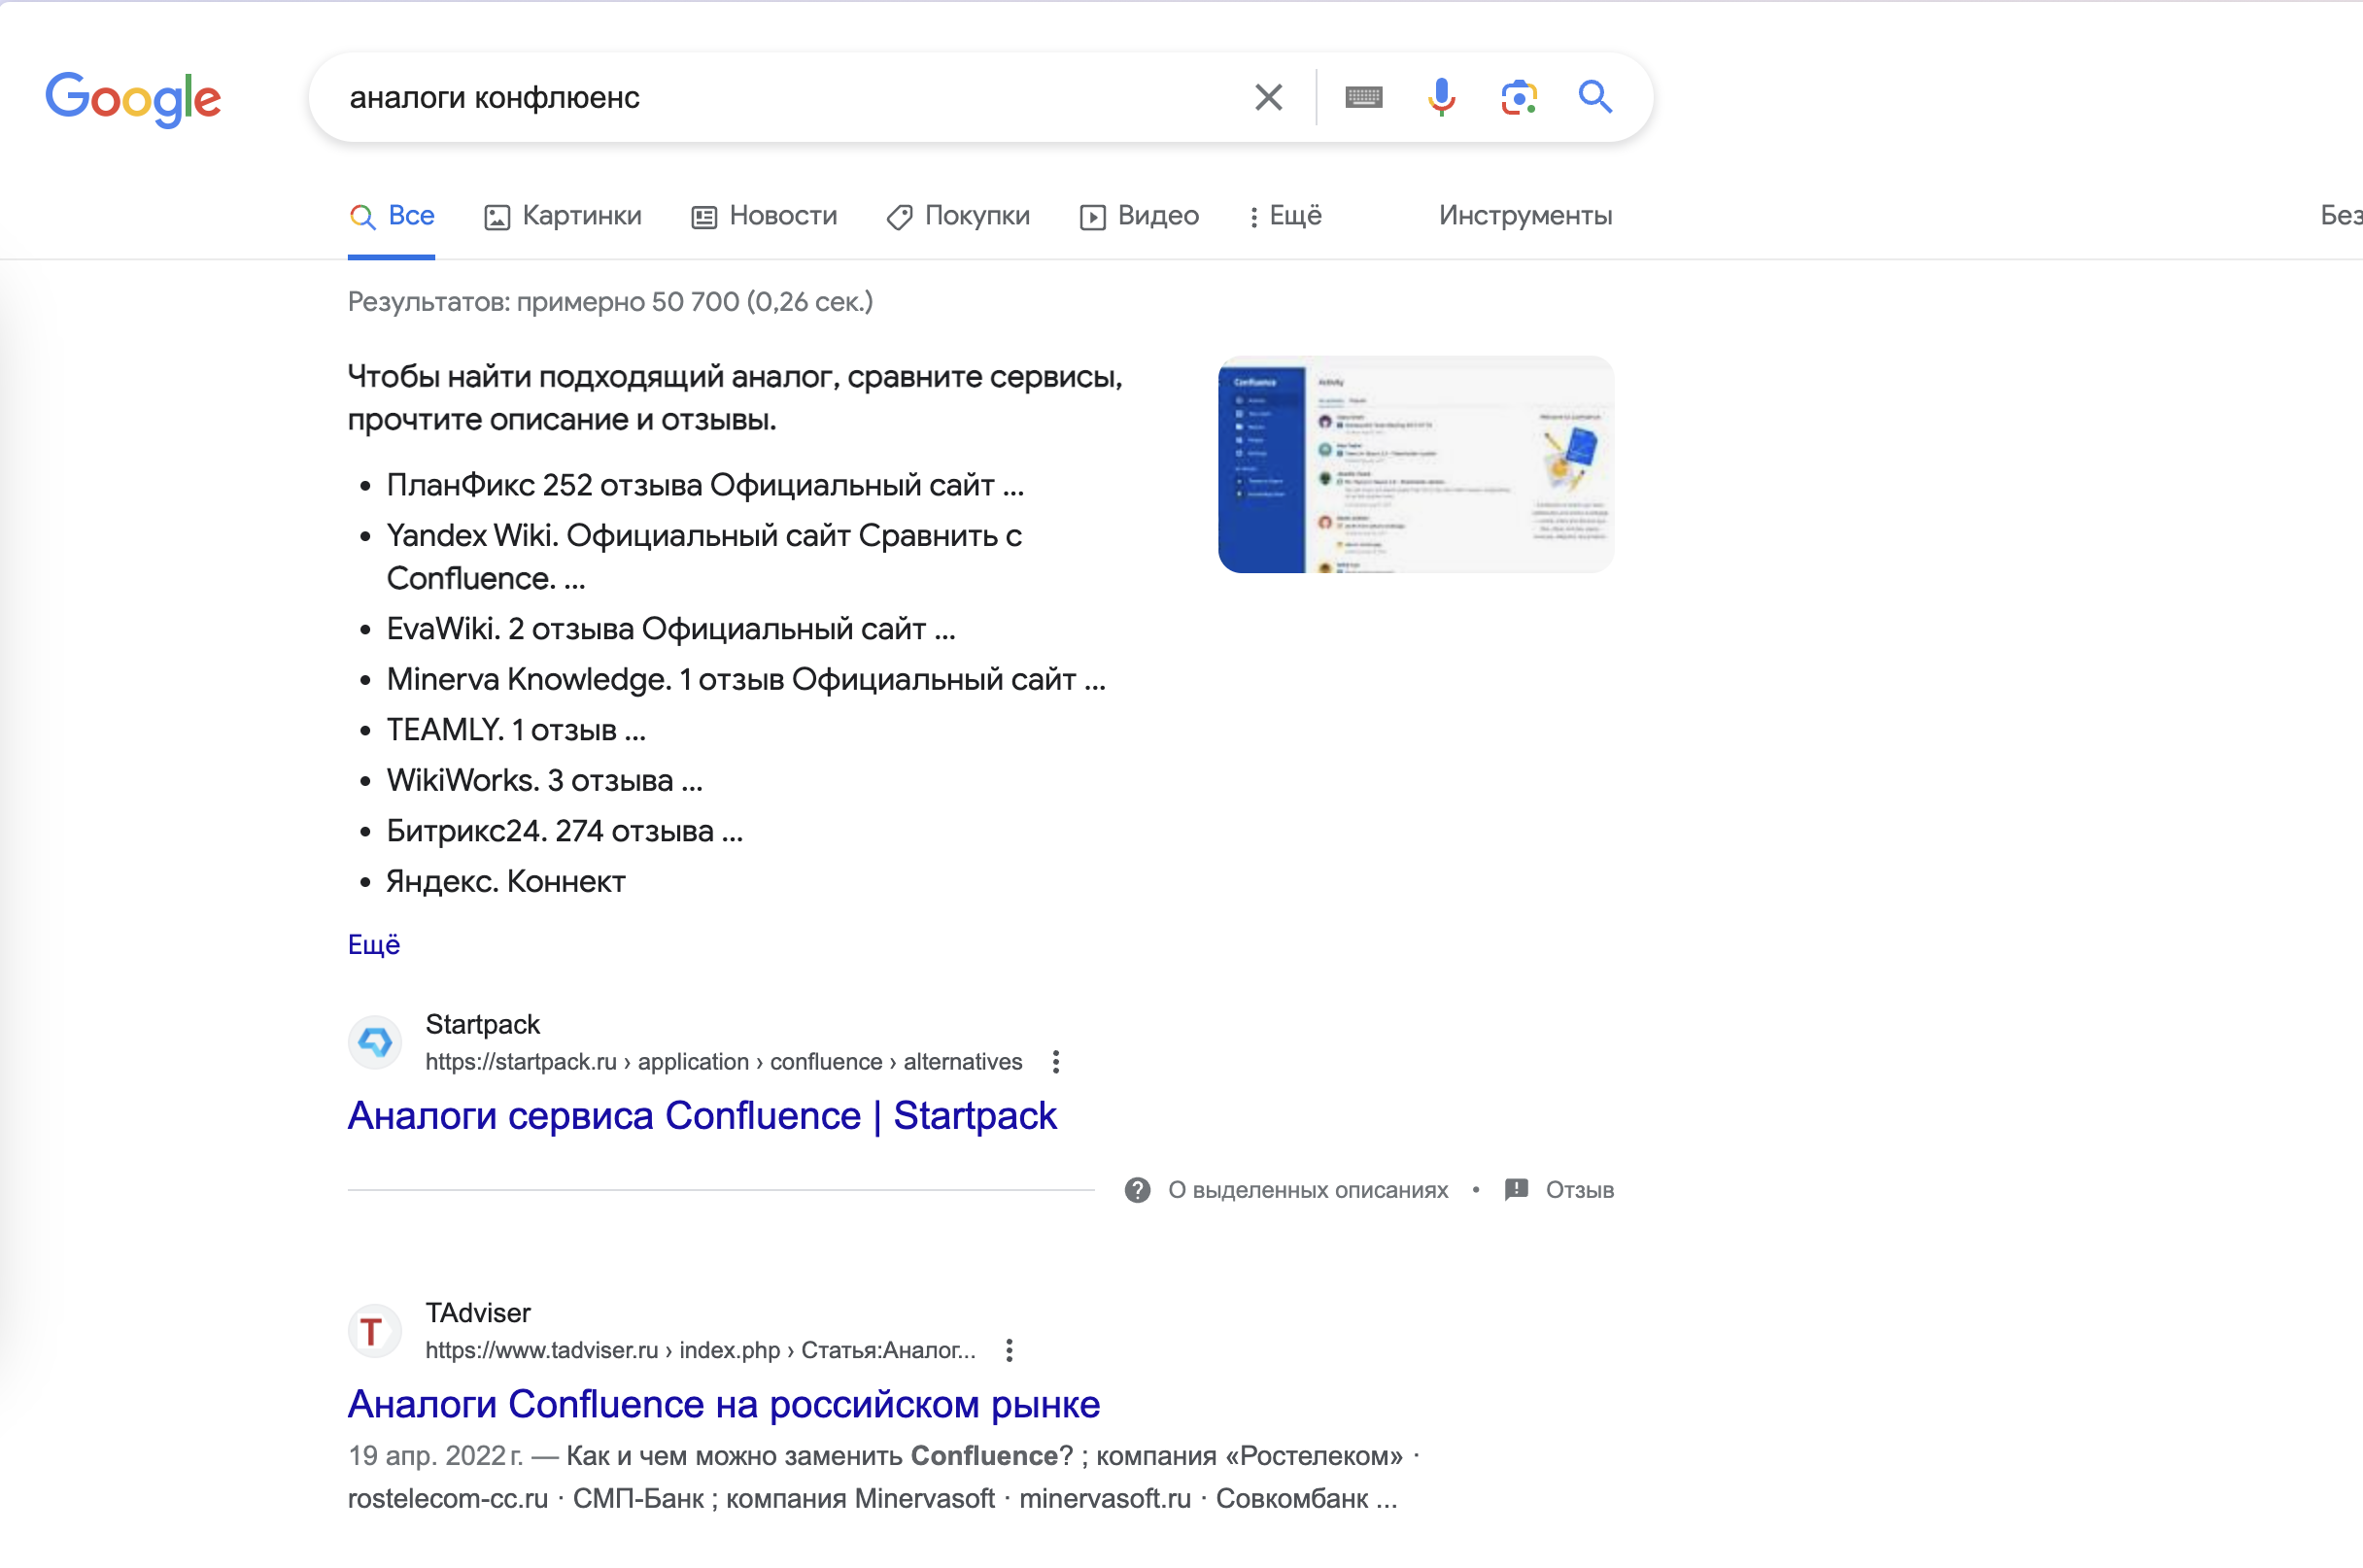 Google
аналоги конфлюенс
Все
Картинки
Новости
Покупки
Видео
Ещё
Инструменты
Без
Результатов: примерно 50 700 (0,26 сек.)
Чтобы найти подходящий аналог, сравните сервисы,
прочтите описание и отзывы.
• ПланФикс 252 отзыва Официальный сайт ...
• Yandex Wiki. Официальный сайт Сравнить с
Confluence. ...
• EvaWiki. 2 отзыва Официальный сайт ...
• Minerva Knowledge. 1 отзыв Официальный сайт ...
• TEAMLY. 1 отзыв ...
• WikiWorks. 3 отзыва ...
• Битрикс24. 274 отзыва ...
• Яндекс. Коннект
Confluence
Activity
Ещё
Startpack
https://startpack.ru › application › confluence › alternatives
Аналоги сервиса Confluence | Startpack
О выделенных описаниях • Отзыв
T
TAdviser
https://www.tadviser.ru › index.php › Статья:Аналог...
Аналоги Confluence на российском рынке
19 апр. 2022 г. — Как и чем можно заменить Confluence? ; компания «Ростелеком» ·
rostelecom-cc.ru · СМП-Банк ; компания Minervasoft · minervasoft.ru · Совкомбанк ...